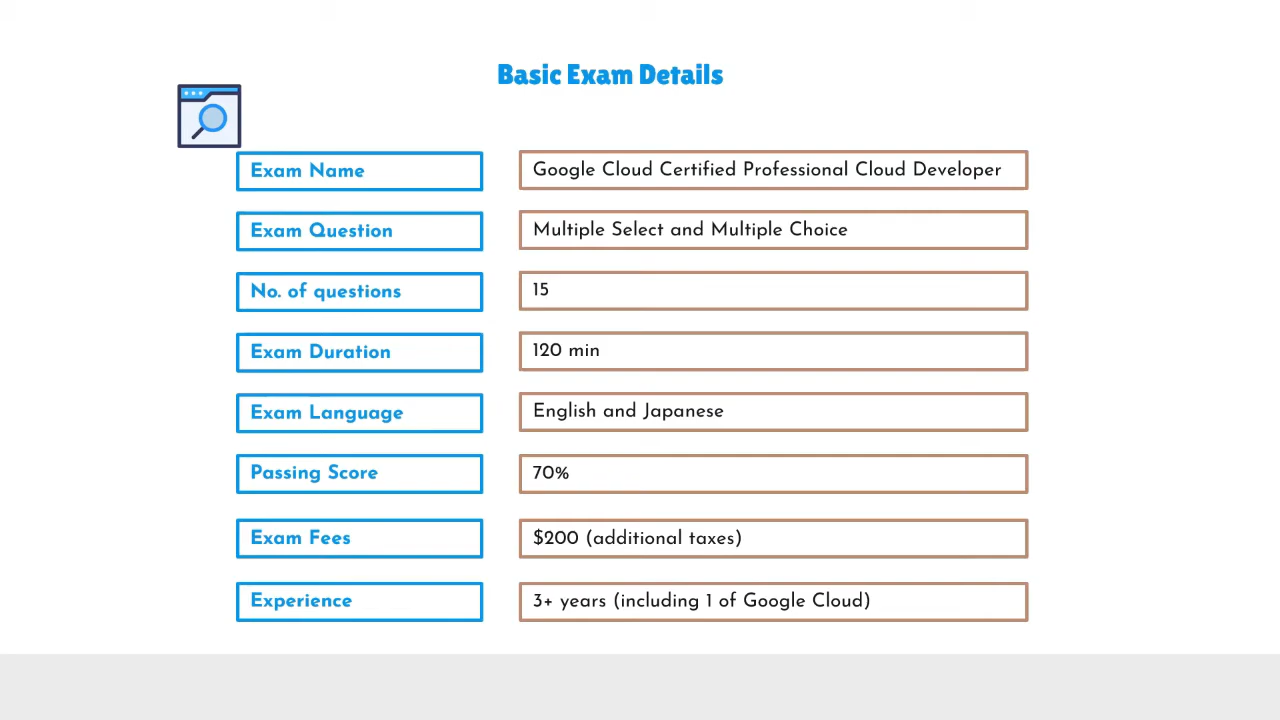 Basic Exam Details
Exam Name
Google Cloud Certified Professional Cloud Developer
Exam Question
Multiple Select and Multiple Choice
No. of questions
15
Exam Duration
120 min
Exam Language
English and Japanese
Passing Score
70%
Exam Fees
$200 (additional taxes)
Experience
3+ years (including 1 of Google Cloud)